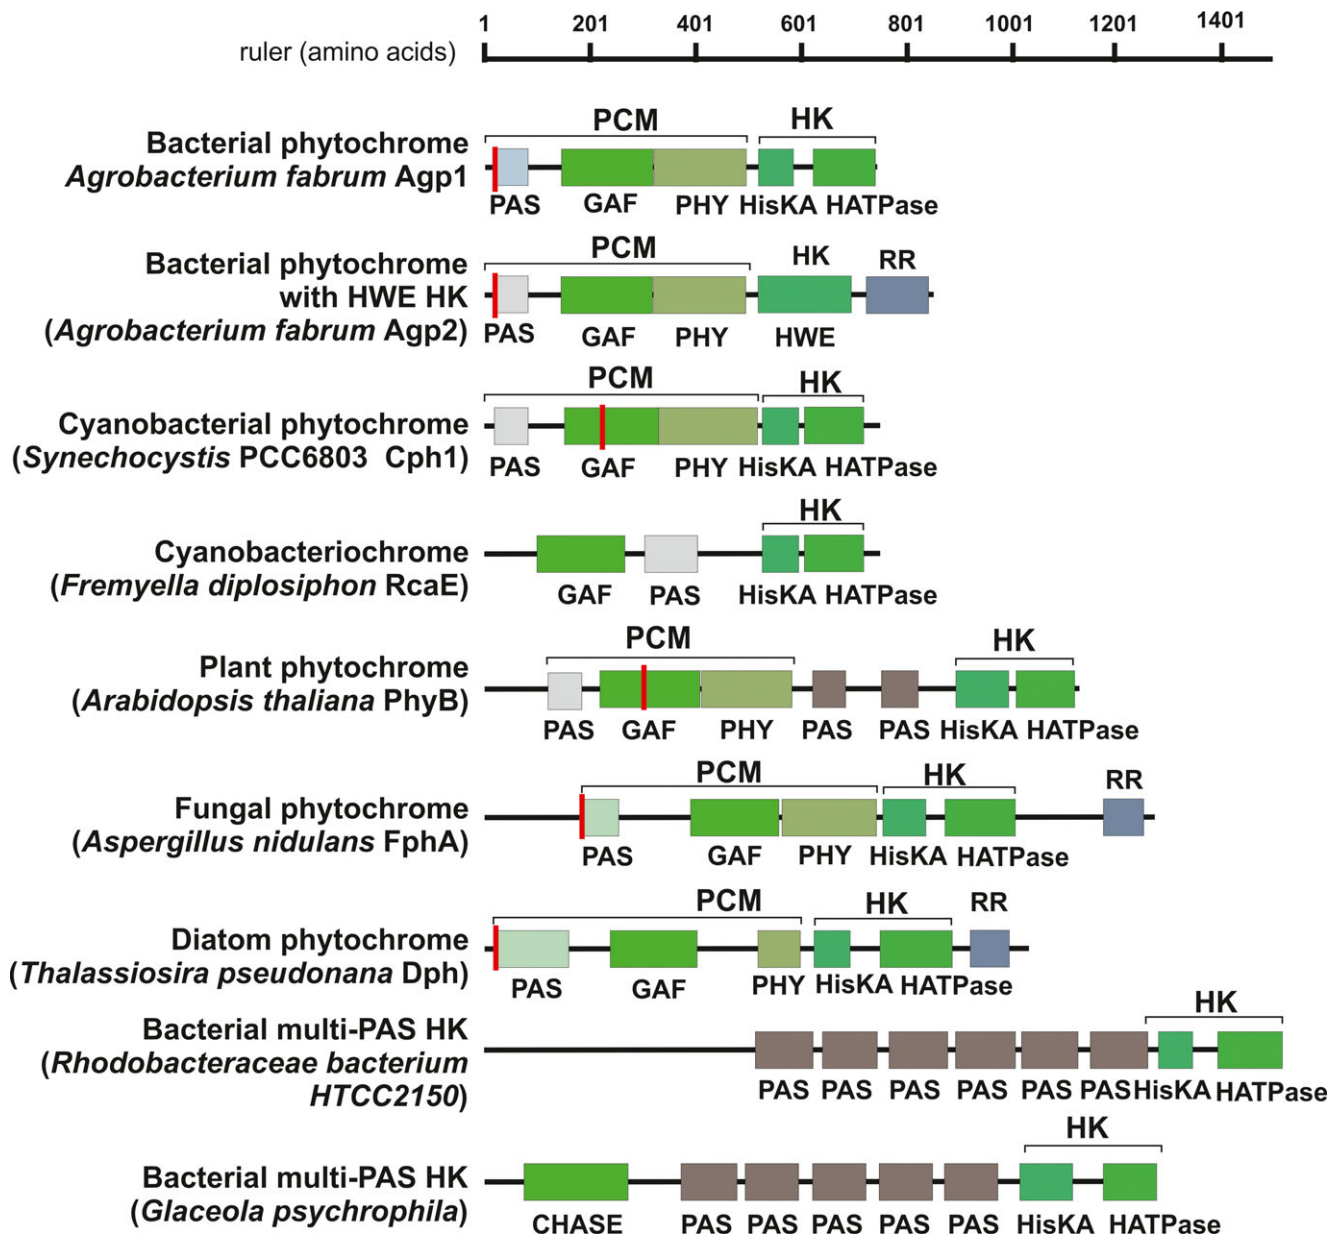 1 201 401 601 801 1001 1201 1401
ruler (amino acids)
PCM HK
Bacterial phytochrome
Agrobacterium fabrum Agp1
PAS GAF PHY HisKA HATPase
PCM HK RR
Bacterial phytochrome
with HWE HK
(Agrobacterium fabrum Agp2)
PAS GAF PHY HWE
PCM HK
Cyanobacterial phytochrome
(Synechocystis PCC6803 Cph1)
PAS GAF PHY HisKA HATPase
HK
Cyanobacteriochrome
(Fremyella diplosiphon RcaE)
GAF PAS HisKA HATPase
PCM HK
Plant phytochrome
(Arabidopsis thaliana PhyB)
PAS GAF PHY PAS PAS HisKA HATPase
PCM HK RR
Fungal phytochrome
(Aspergillus nidulans FphA)
PAS GAF PHY HisKA HATPase
PCM HK RR
Diatom phytochrome
(Thalassiosira pseudonana Dph)
PAS GAF PHY HisKA HATPase
HK
Bacterial multi-PAS HK
(Rhodobacteraceae bacterium
HTCC2150)
PAS PAS PAS PAS PAS PAS HisKA HATPase
HK
Bacterial multi-PAS HK
(Glaceola psychrophila)
CHASE PAS PAS PAS PAS PAS HisKA HATPase